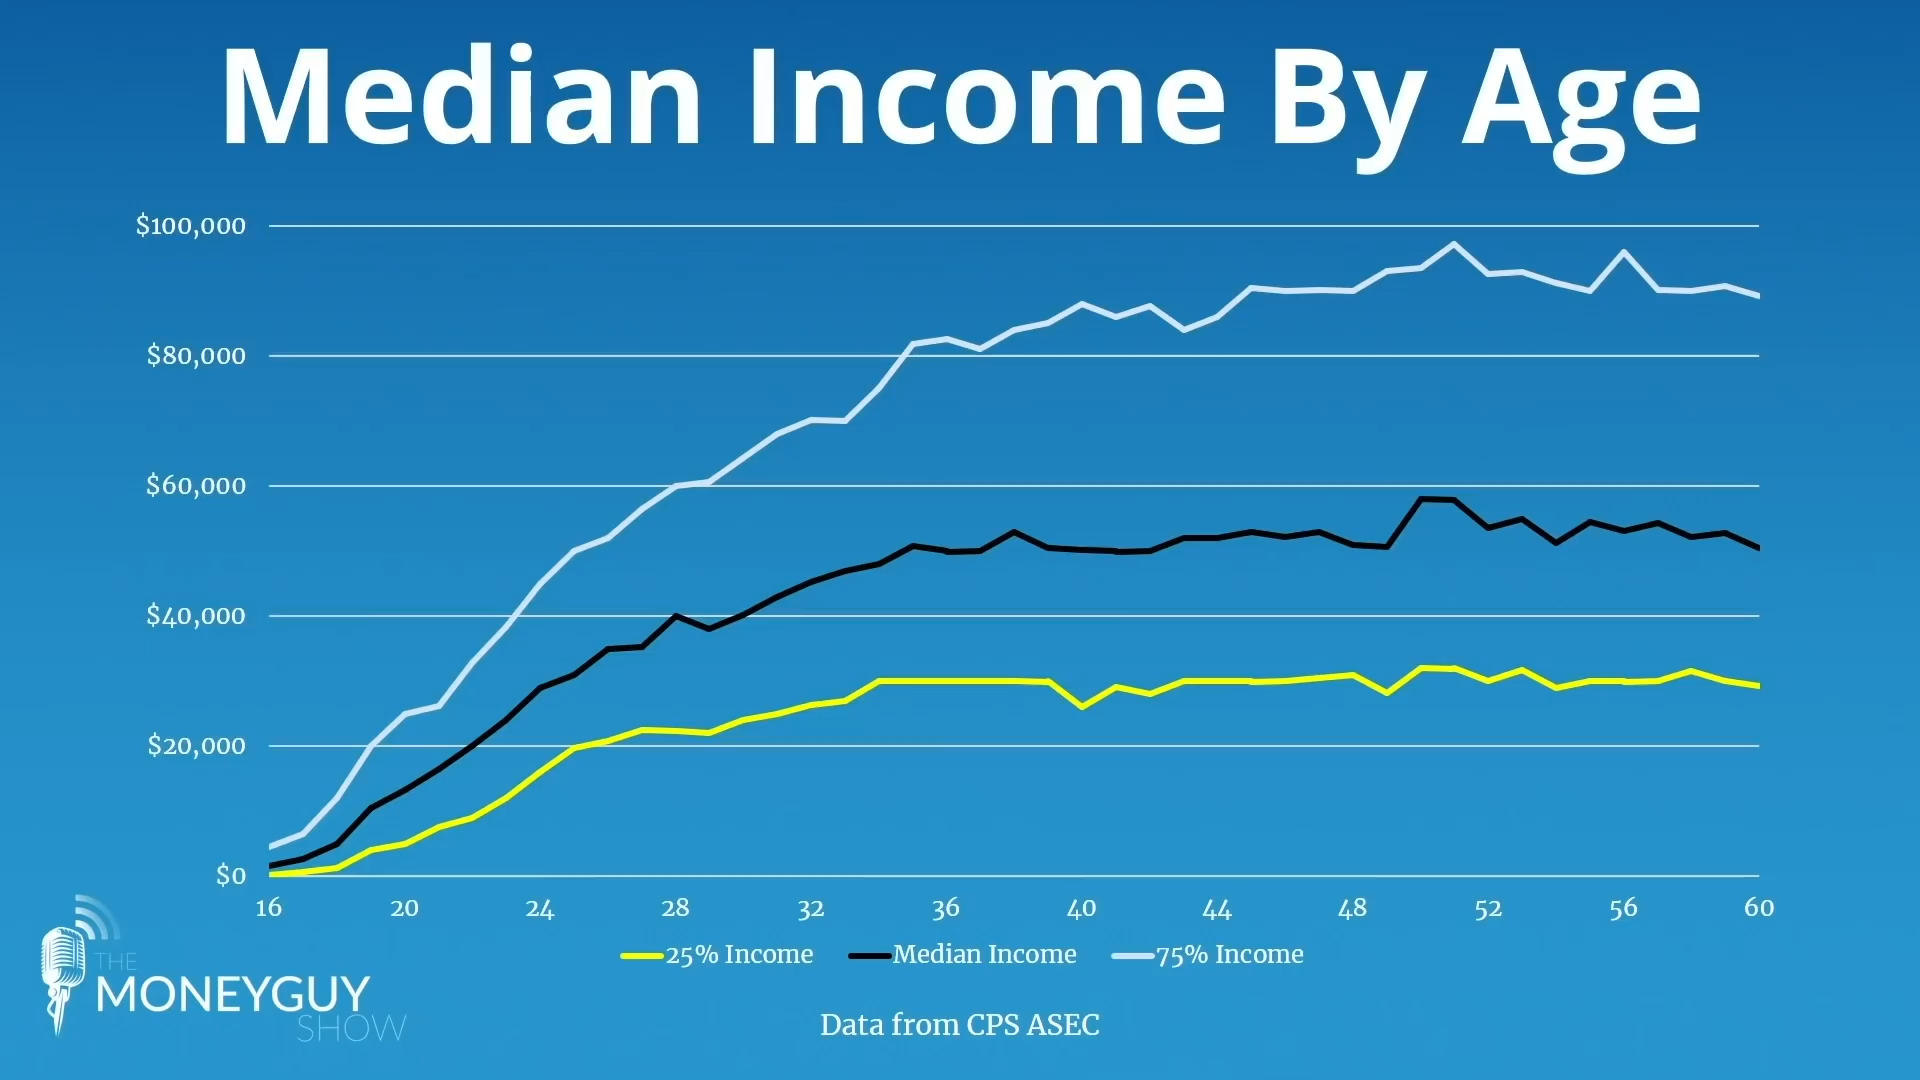 Median Income By Age
$100,000
$80,000
$60,000
$40,000
$20,000
$0
16 20 24 28 32 36 40 44 48 52 56 60
25% Income Median Income 75% Income
THE
MONEYGUY
SHOW
Data from CPS ASEC